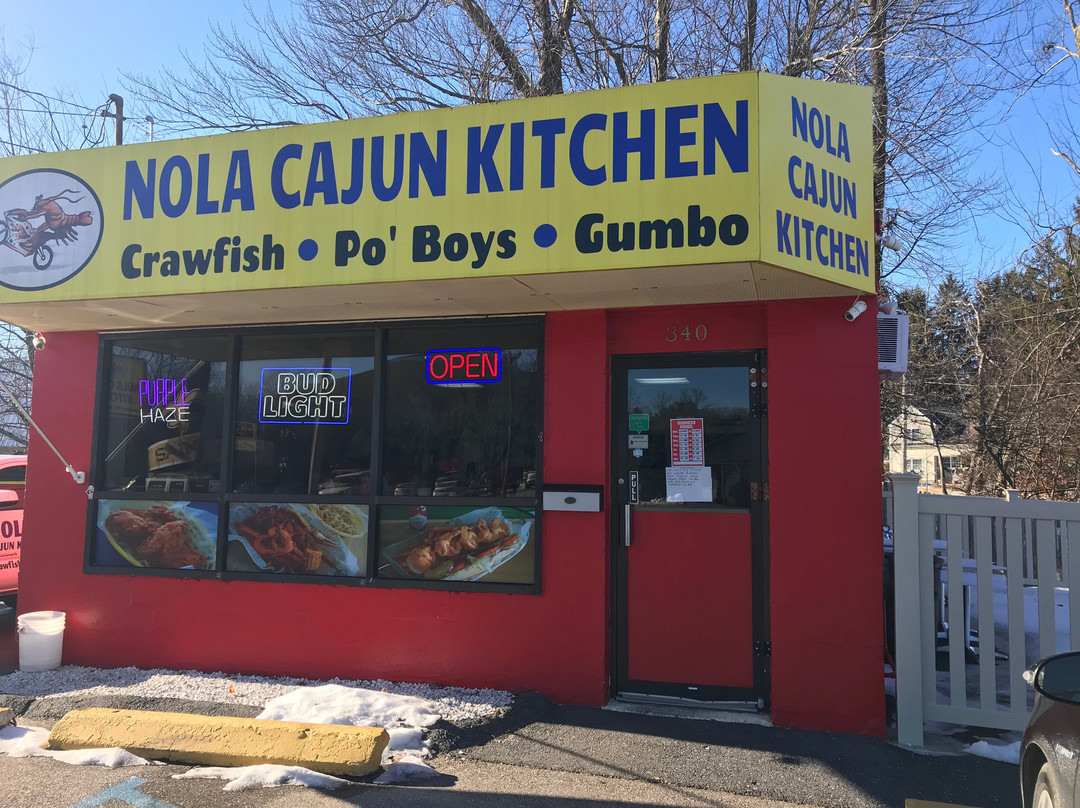 NOLA CAJUN KITCHEN
Crawfish • Po' Boys • Gumbo
NOLA
CAJUN
KITCHEN
340
PURPLE
HAZE
BUD
LIGHT
OPEN
PULL